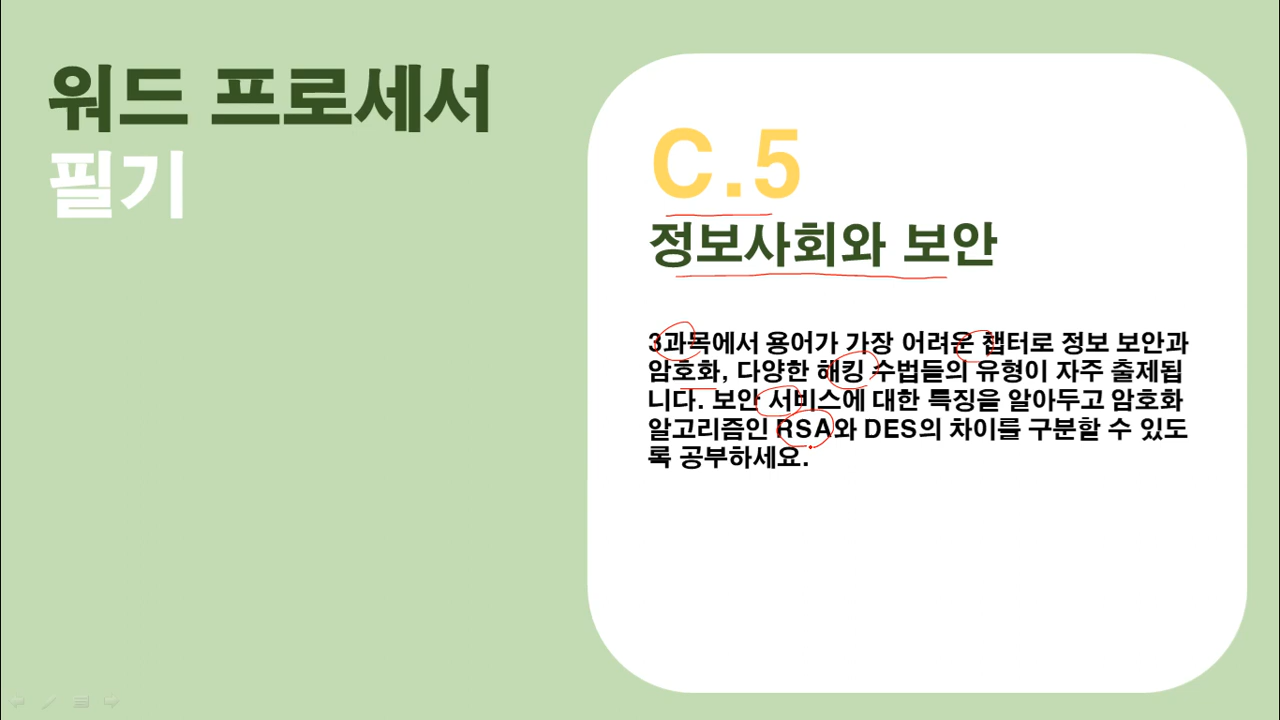 워드 프로세서
필기
C.5
정보사회와 보안
3과목에서 용어가 가장 어려운 챕터로 정보 보안과
암호화, 다양한 해킹 수법들의 유형이 자주 출제됩
니다. 보안 서비스에 대한 특징을 알아두고 암호화
알고리즘인 RSA와 DES의 차이를 구분할 수 있도
록 공부하세요.